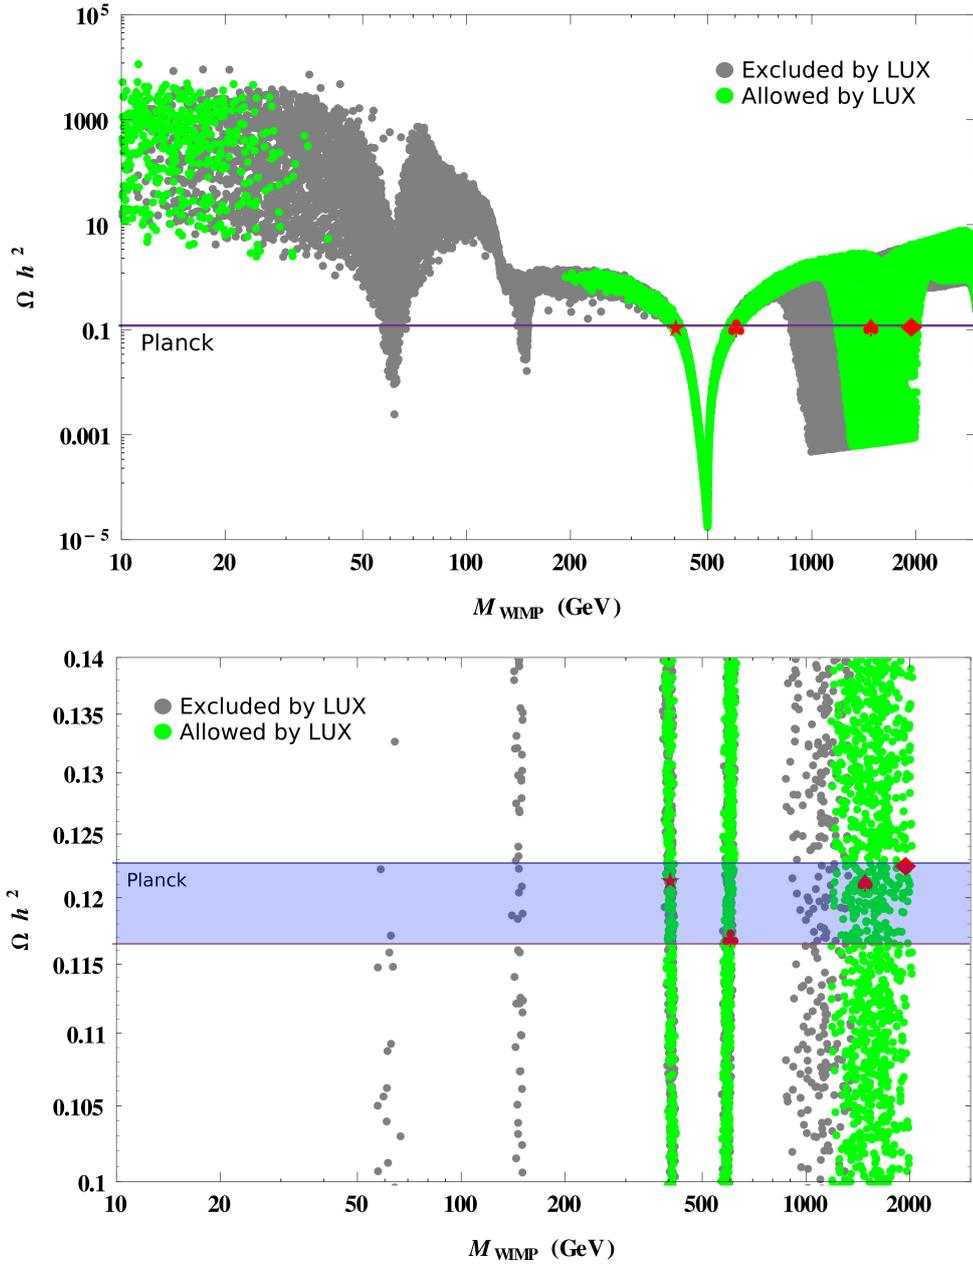 10^5
1000
10
0.1
0.001
10^-5
Ω h^2
Excluded by LUX
Allowed by LUX
Planck
10 20 50 100 200 500 1000 2000
M_WIMP (GeV)
0.14
0.135
0.13
0.125
0.12
0.115
0.11
0.105
0.1
Ω h^2
Excluded by LUX
Allowed by LUX
Planck
10 20 50 100 200 500 1000 2000
M_WIMP (GeV)